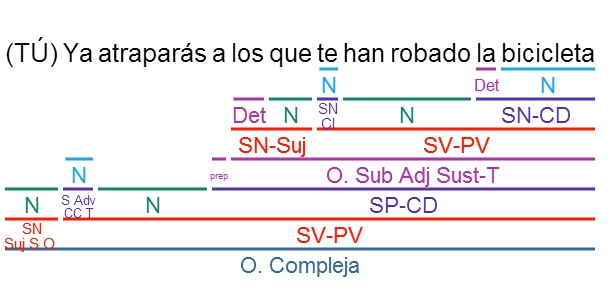 (TÚ) Ya atraparás a los que te han robado la bicicleta
N Det N
Det N SN CI N SN-CD
SN-Suj SV-PV
N prep O. Sub Adj Sust-T
N S Adv CC T N SP-CD
SN Suj S O SV-PV
O. Compleja